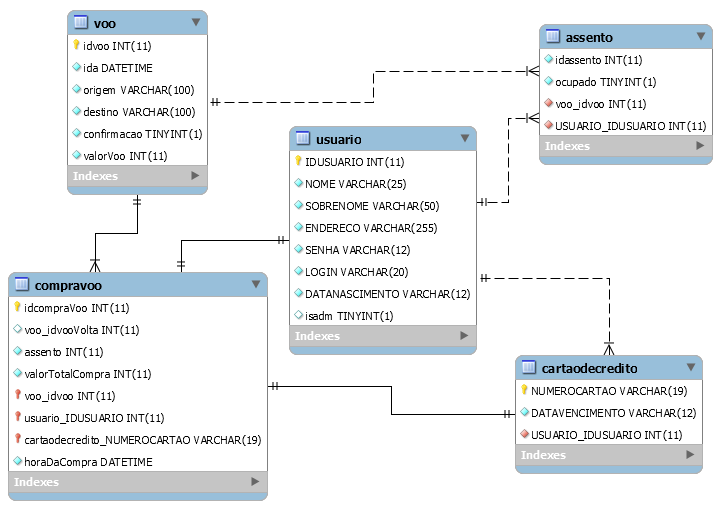 voo
idvoo INT(11)
ida DATETIME
origem VARCHAR(100)
destino VARCHAR(100)
confirmacao TINYINT(1)
valorVoo INT(11)
Indexes
assento
idassento INT(11)
ocupado TINYINT(1)
voo_idvoo INT(11)
USUARIO_IDUSUARIO INT(11)
Indexes
usuario
IDUSUARIO INT(11)
NOME VARCHAR(25)
SOBRENOME VARCHAR(50)
ENDERECO VARCHAR(255)
SENHA VARCHAR(12)
LOGIN VARCHAR(20)
DATANASCIMENTO VARCHAR(12)
isadm TINYINT(1)
Indexes
compravoo
idcompraVoo INT(11)
voo_idvooVolta INT(11)
assento INT(11)
valorTotalCompra INT(11)
voo_idvoo INT(11)
usuario_IDUSUARIO INT(11)
cartaodecredito_NUMEROCARTAO VARCHAR(19)
horaDaCompra DATETIME
Indexes
cartaodecredito
NUMEROCARTAO VARCHAR(19)
DATAVENCIMENTO VARCHAR(12)
USUARIO_IDUSUARIO INT(11)
Indexes